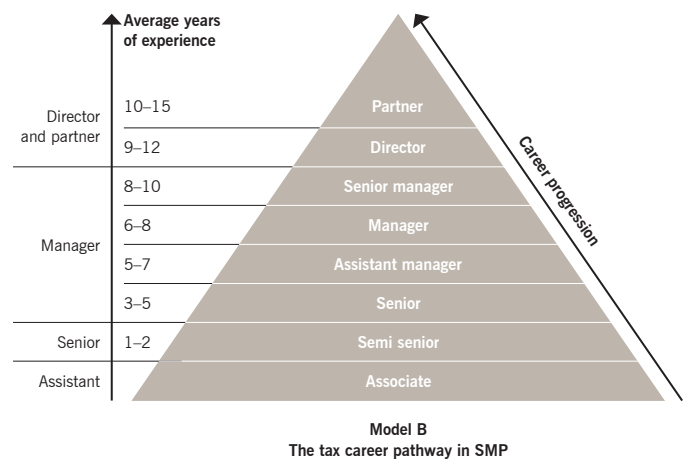 Average years
of experience
Director
and partner
10–15
Partner
9–12
Director
8–10
Senior manager
Manager
6–8
Manager
5–7
Assistant manager
3–5
Senior
Senior
1–2
Semi senior
Assistant
Associate
Career progression
Model B
The tax career pathway in SMP